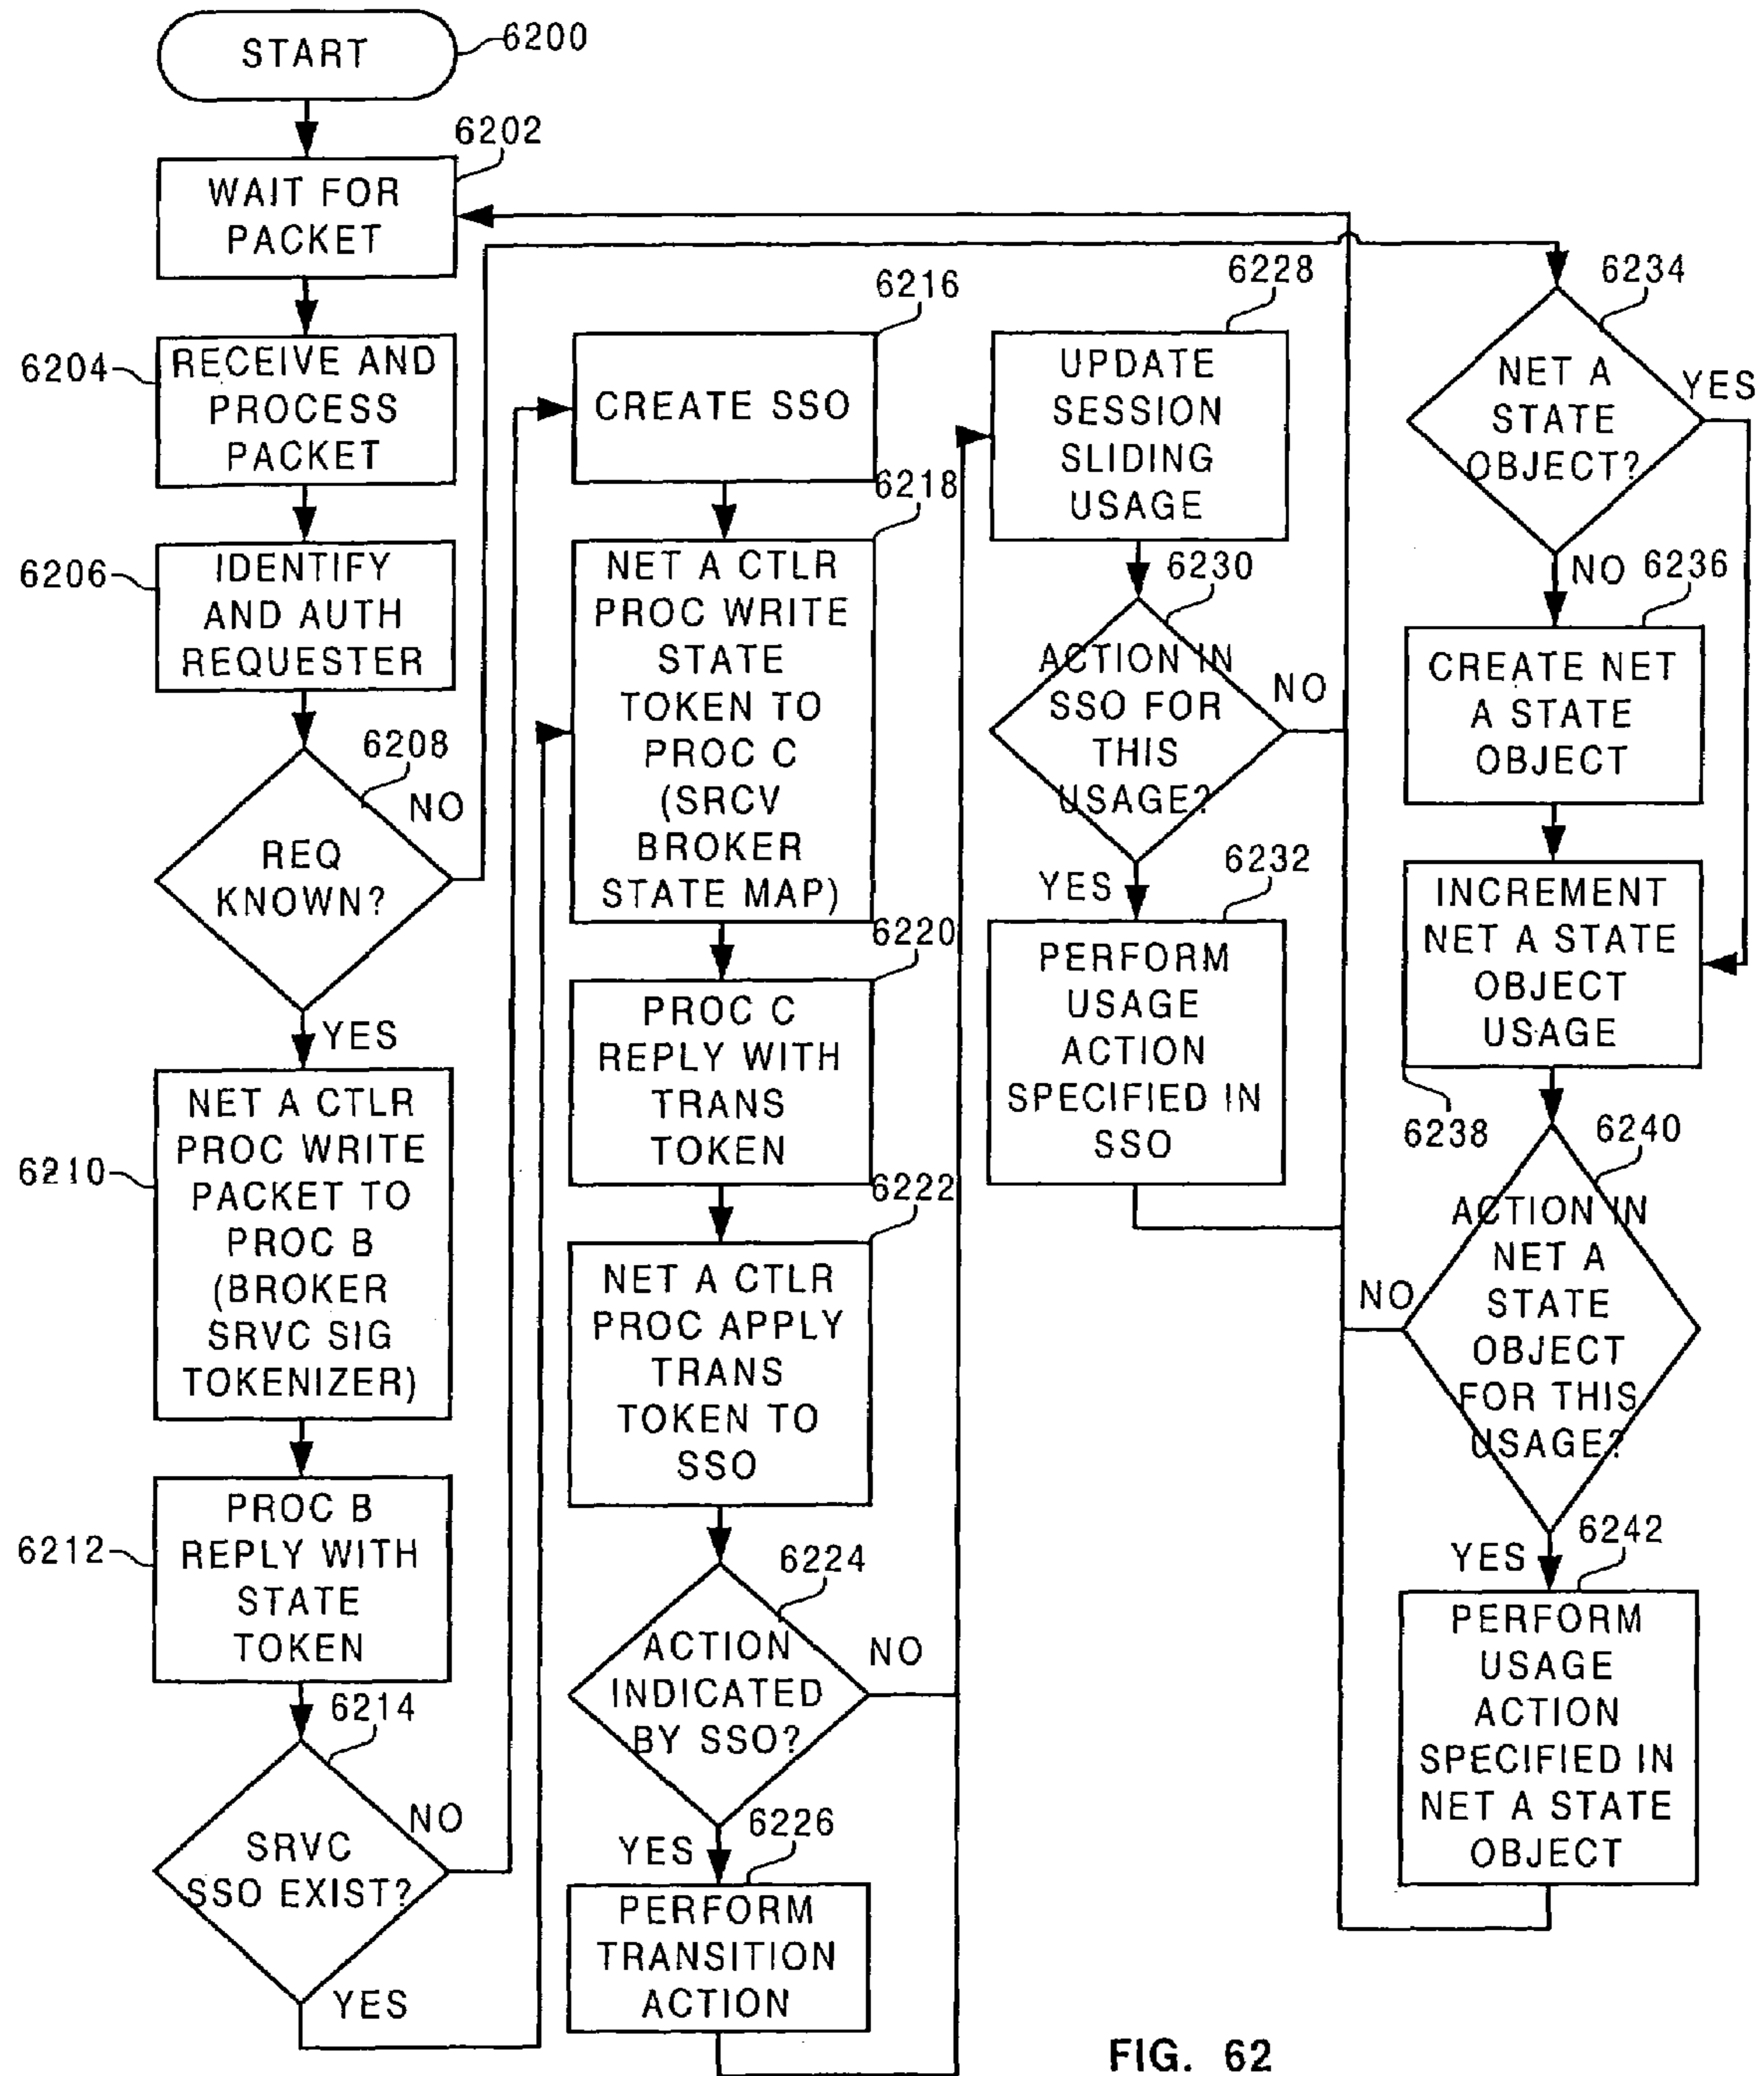 START
6200
6202
WAIT FOR
PACKET
6204
RECEIVE AND
PROCESS
PACKET
6206
IDENTIFY
AND AUTH
REQUESTER
6208
REQ
KNOWN?
NO
YES
6210
NET A CTLR
PROC WRITE
PACKET TO
PROC B
(BROKER
SRVC SIG
TOKENIZER)
6212
PROC B
REPLY WITH
STATE
TOKEN
6214
SRVC
SSO EXIST?
NO
YES
6216
CREATE SSO
6218
NET A CTLR
PROC WRITE
STATE
TOKEN TO
PROC C
(SRCV
BROKER
STATE MAP)
6220
PROC C
REPLY WITH
TRANS
TOKEN
6222
NET A CTLR
PROC APPLY
TRANS
TOKEN TO
SSO
6224
ACTION
INDICATED
BY SSO?
NO
YES
6226
PERFORM
TRANSITION
ACTION
6228
UPDATE
SESSION
SLIDING
USAGE
6230
ACTION IN
SSO FOR
THIS
USAGE?
NO
YES
6232
PERFORM
USAGE
ACTION
SPECIFIED IN
SSO
6234
NET A
STATE
OBJECT?
YES
NO
6236
CREATE NET
A STATE
OBJECT
INCREMENT
NET A STATE
OBJECT
USAGE
6238
6240
ACTION IN
NET A
STATE
OBJECT
FOR THIS
USAGE?
NO
YES
6242
PERFORM
USAGE
ACTION
SPECIFIED IN
NET A STATE
OBJECT
FIG. 62